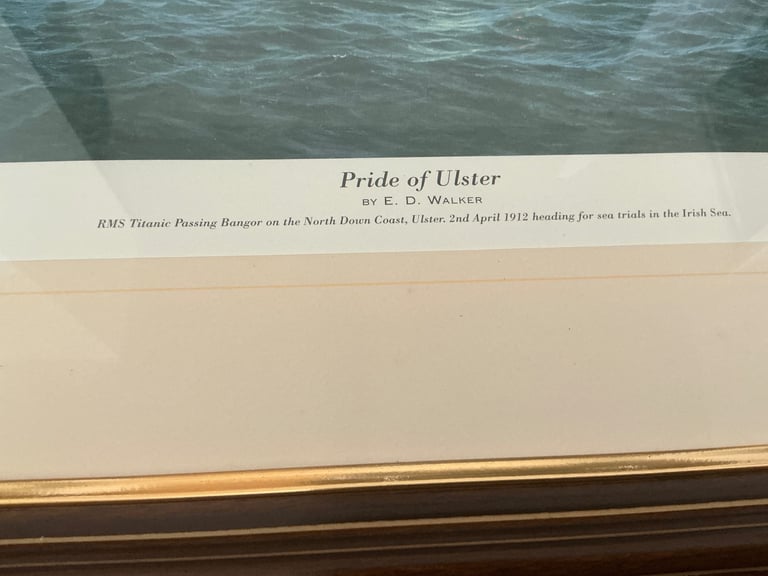 Pride of Ulster
BY E. D. WALKER
RMS Titanic Passing Bangor on the North Down Coast, Ulster. 2nd April 1912 heading for sea trials in the Irish Sea.